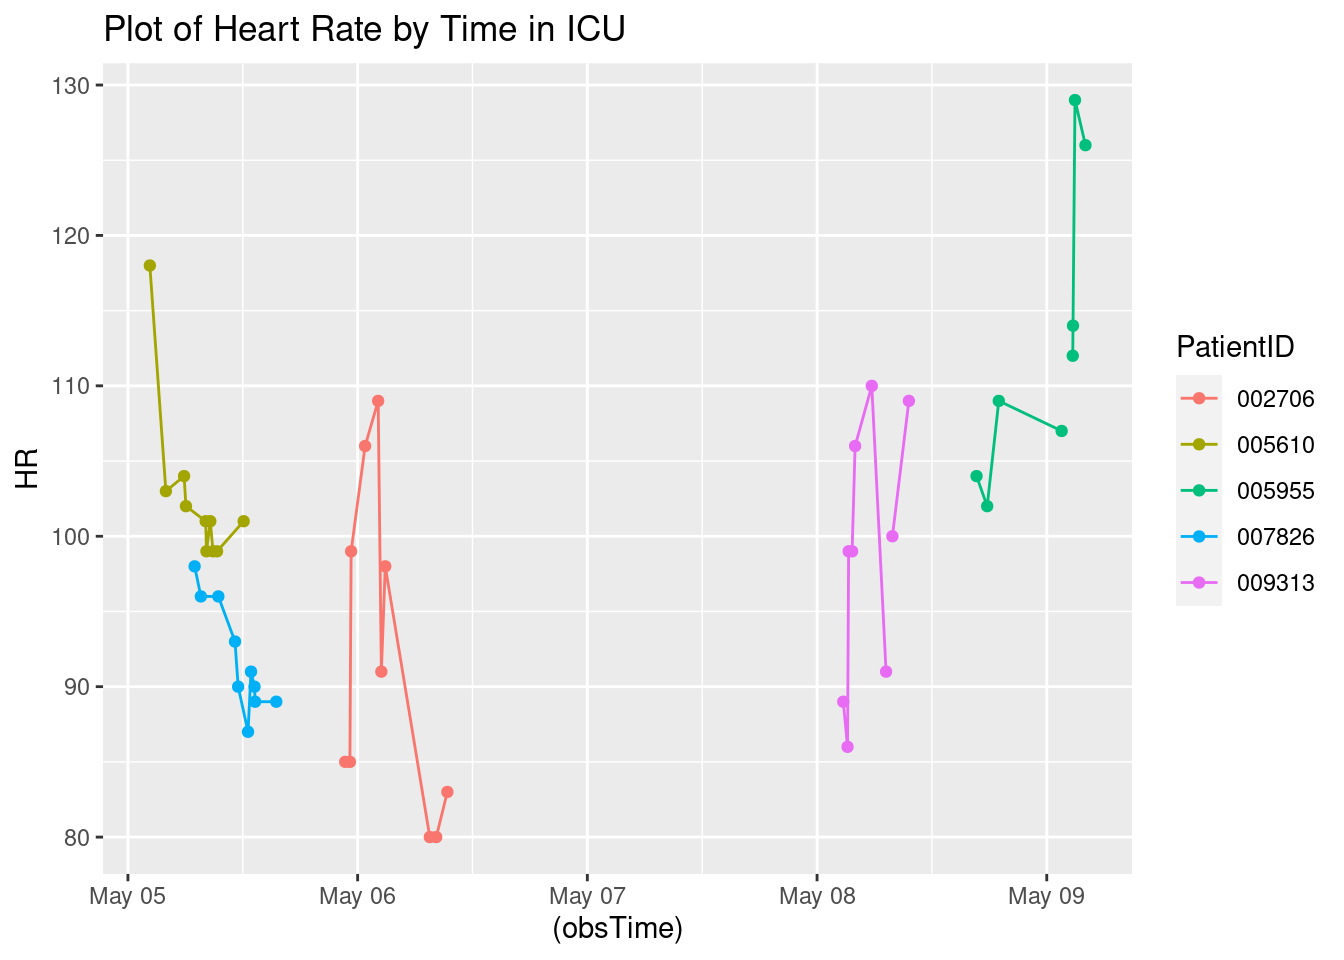 Plot of Heart Rate by Time in ICU
130
120
110
100
90
80
HR
May 05
May 06
May 07
May 08
May 09
(obsTime)
PatientID
002706
005610
005955
007826
009313